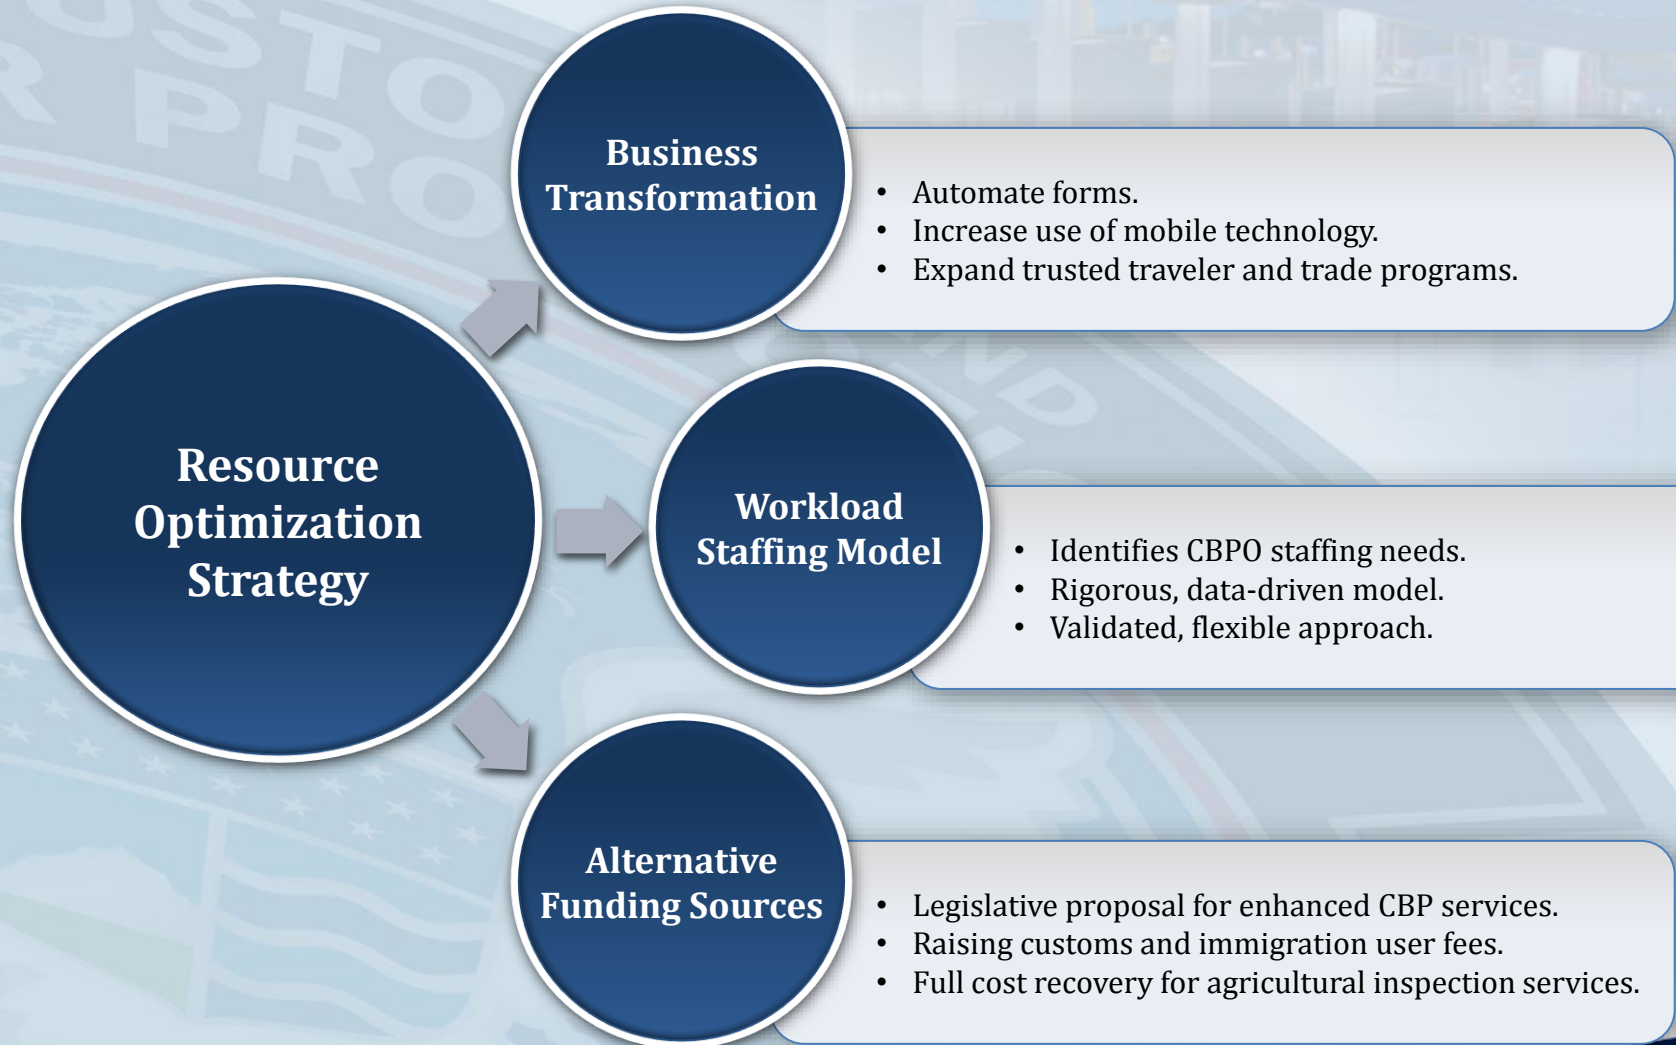 Business
Transformation
• Automate forms.
• Increase use of mobile technology.
• Expand trusted traveler and trade programs.
Resource
Optimization
Strategy
Workload
Staffing Model
• Identifies CBPO staffing needs.
• Rigorous, data-driven model.
• Validated, flexible approach.
Alternative
Funding Sources
• Legislative proposal for enhanced CBP services.
• Raising customs and immigration user fees.
• Full cost recovery for agricultural inspection services.